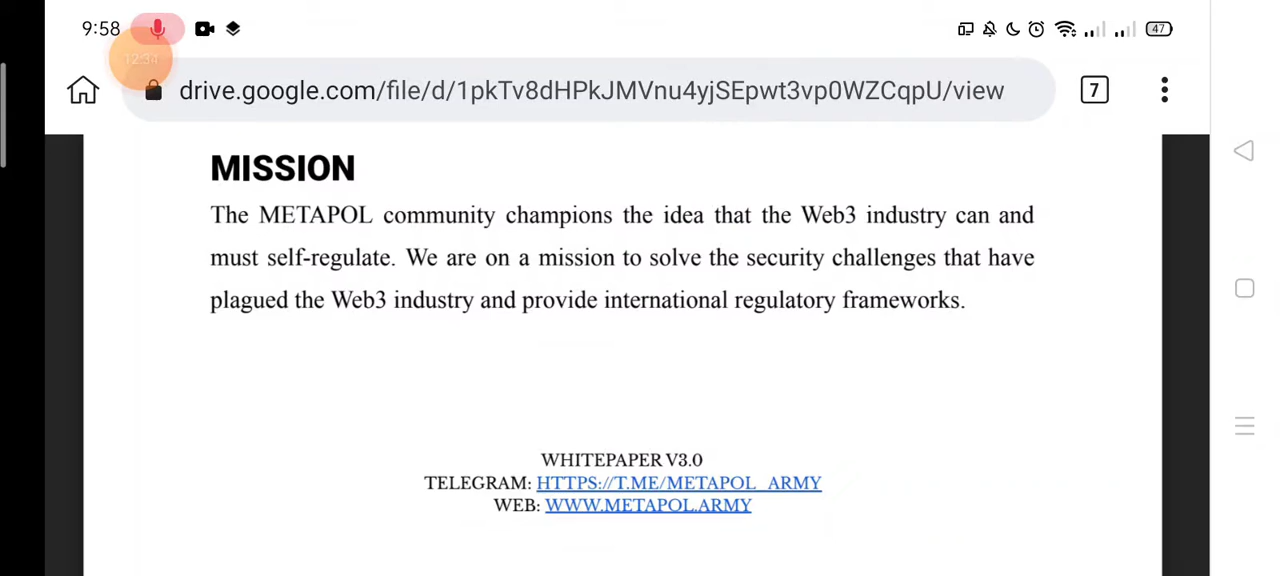 9:58
47
12:34
drive.google.com/file/d/1pkTv8dHPkJMVnu4yjSEpwt3vp0WZCqpU/view
7
MISSION
The METAPOL community champions the idea that the Web3 industry can and
must self-regulate. We are on a mission to solve the security challenges that have
plagued the Web3 industry and provide international regulatory frameworks.
WHITEPAPER V3.0
TELEGRAM: HTTPS://T.ME/METAPOL_ARMY
WEB: WWW.METAPOL.ARMY